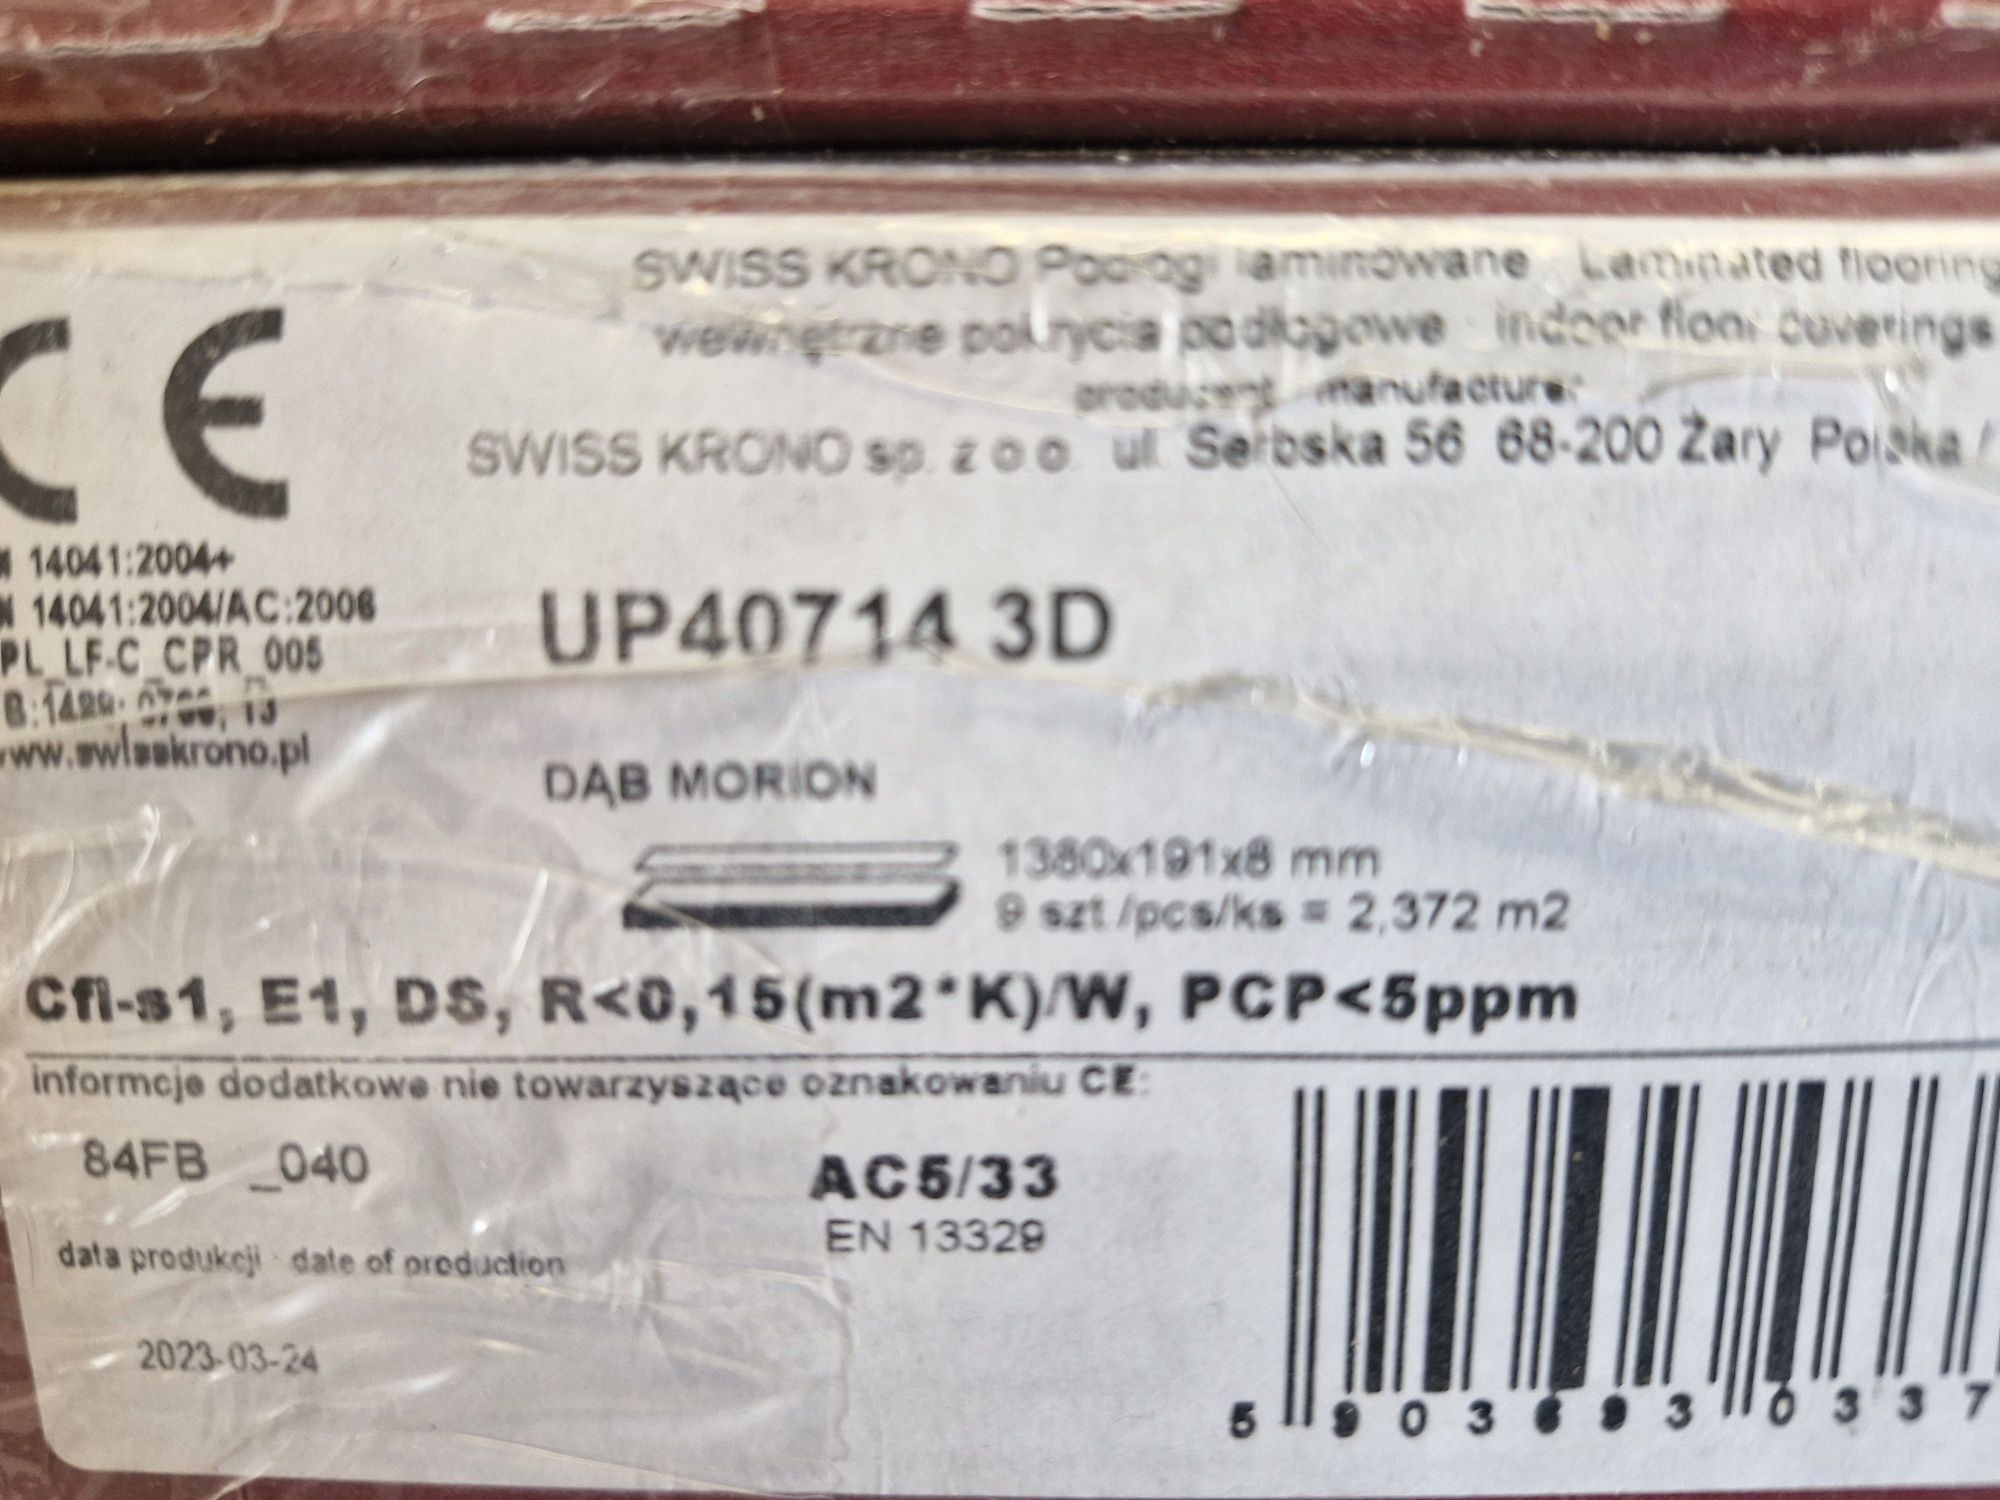 SWISS KRONO Podłogi laminowane Laminated flooring
wewnętrzne pokrycia podłogowe · indoor floor coverings
producent manufacturer
SWISS KRONO sp. z o.o. ul. Serbska 56 68-200 Żary Polska /
CE
14041:2004+
14041:2004/AC:2006
PL_LF-C_CPR_005
www.swisskrono.pl
UP40714 3D
DĄB MORION
1380x191x8 mm
9 szt./pcs/ks = 2,372 m2
Cfl-s1, E1, DS, R<0,15(m2*K)/W, PCP<5ppm
informcje dodatkowe nie towarzyszące oznakowaniu CE:
84FB _040
AC5/33
EN 13329
data produkcji · date of production
2023-03-24
5 903693 0337